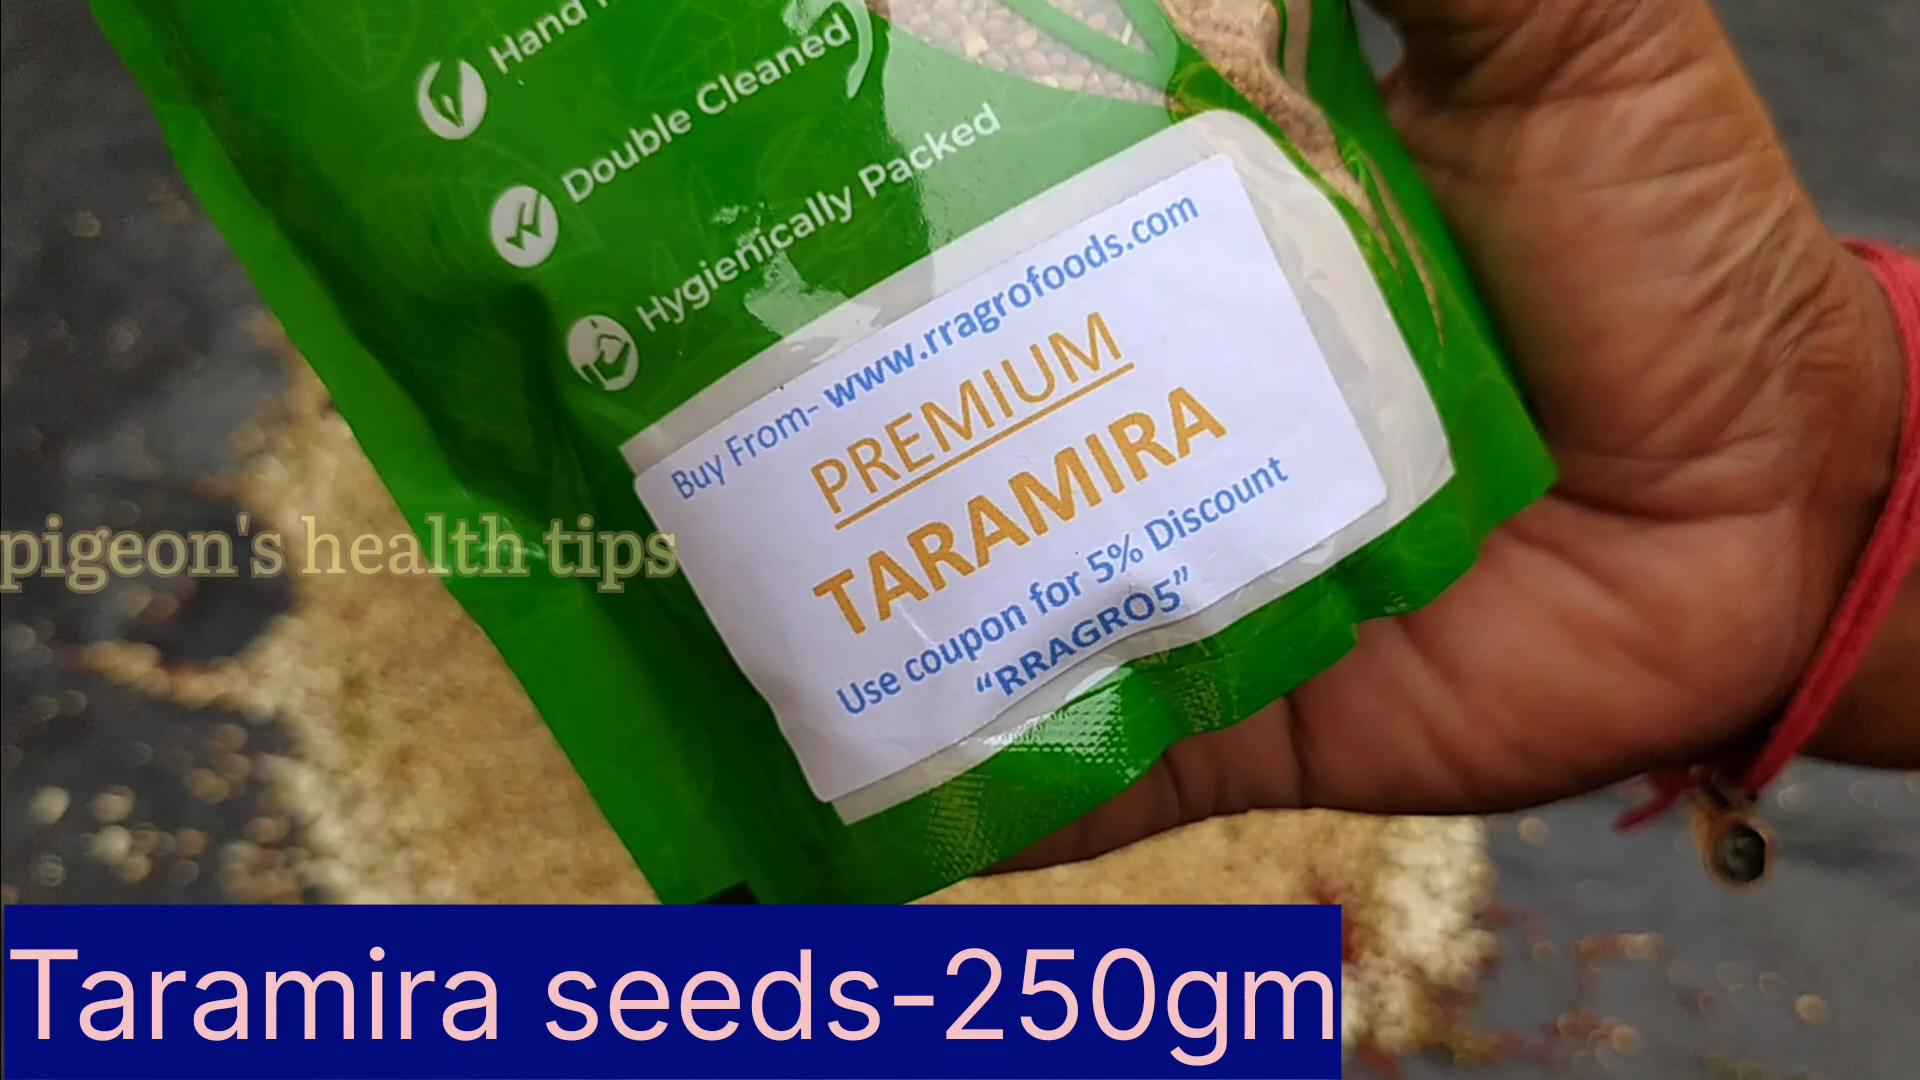 Hand
Double Cleaned
Hygienically Packed
Buy From- www.rragrofoods.com
PREMIUM
TARAMIRA
Use coupon for 5% Discount
“RRAGRO5”
pigeon's health tips
Taramira seeds-250gm